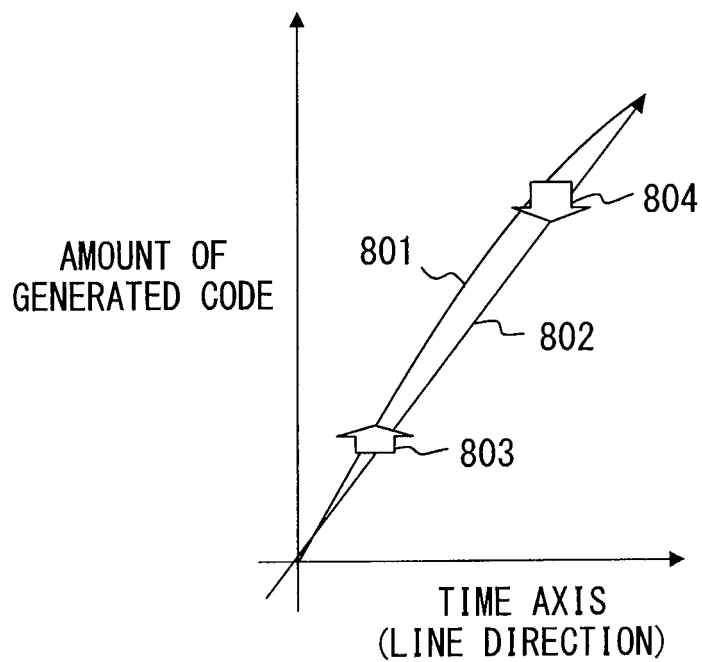 804
801
AMOUNT OF
GENERATED CODE
802
803
TIME AXIS
(LINE DIRECTION)